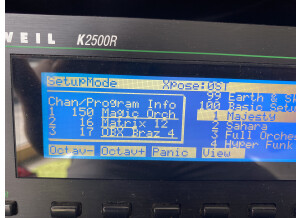 WEIL K2500R
SetupMode Xpose:0ST
99 Earth & S
Chan/Program Info
100 Basic Setu
1 150 Magic Orch
1 Majesty
2 16 Matrix 12
2 Sahara
3 17 OBX Braz 4
3 Full Orche
4 Hyper Funk
Octav- Octav+ Panic View